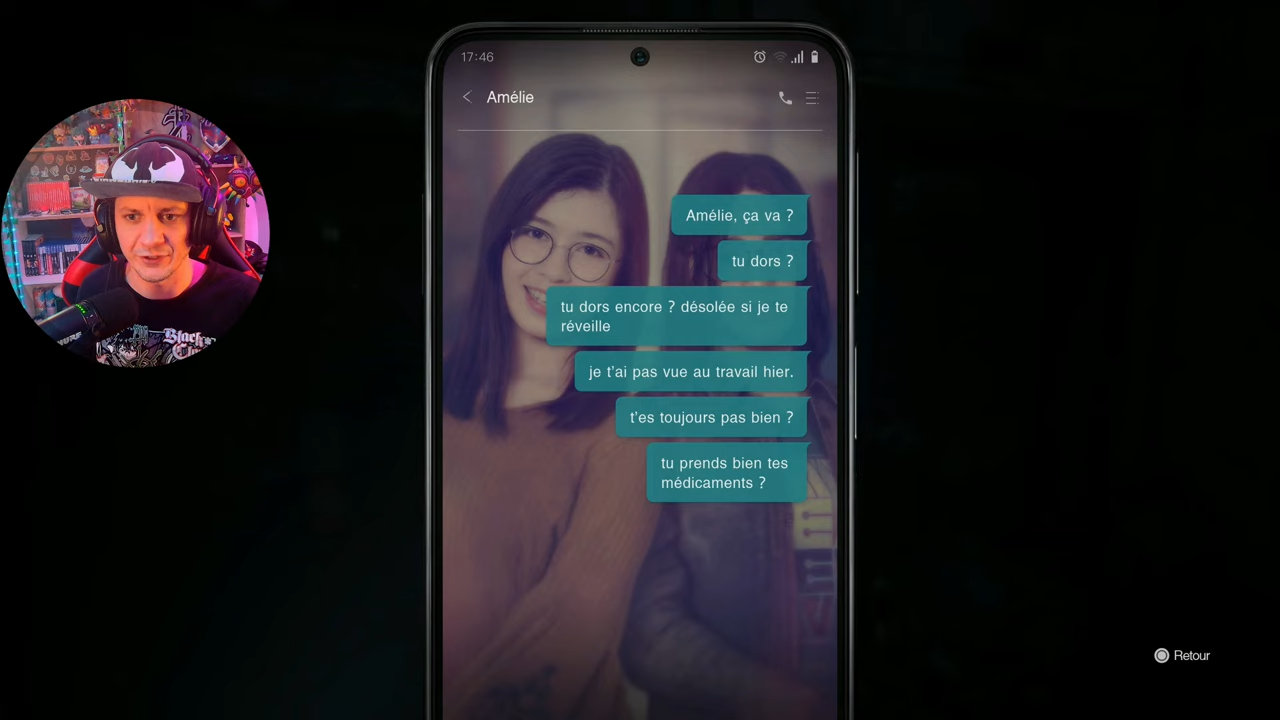 17:46
Amélie
Amélie, ça va ?
tu dors ?
tu dors encore ? désolée si je te
réveille
je t'ai pas vue au travail hier.
t'es toujours pas bien ?
tu prends bien tes
médicaments ?
Retour
Black